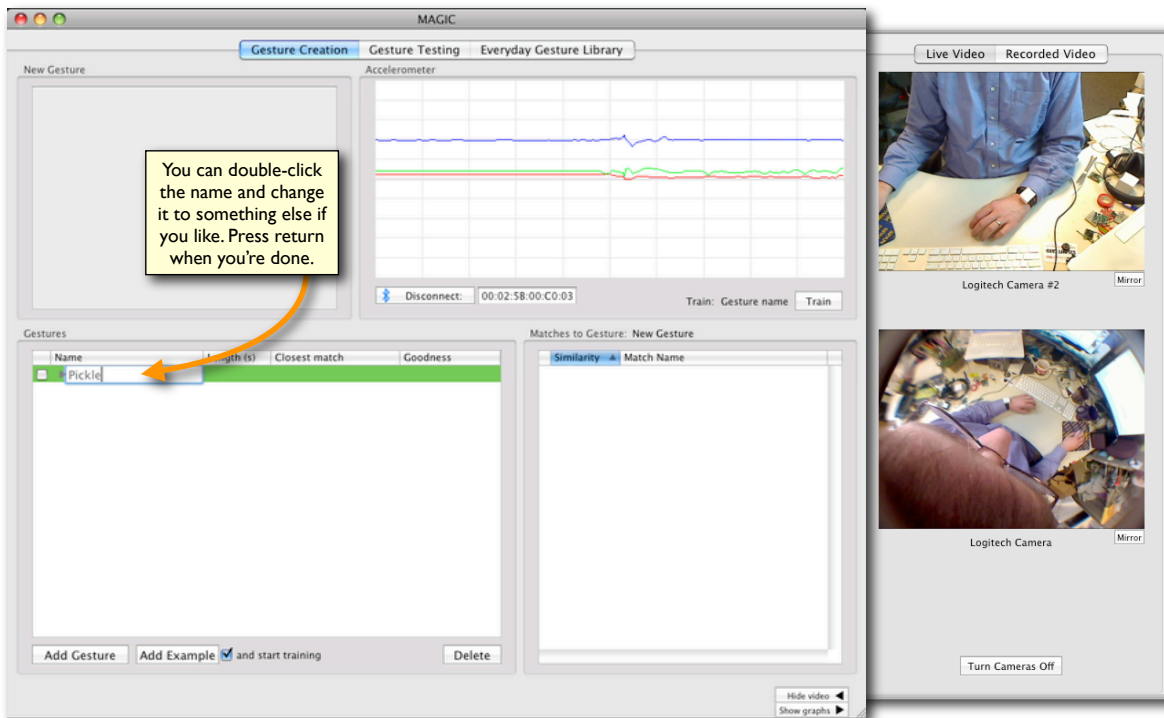 MAGIC
Gesture Creation
Gesture Testing
Everyday Gesture Library
New Gesture
Accelerometer
You can double-click
the name and change
it to something else if
you like. Press return
when you're done.
Disconnect:
00:02:5B:00:C0:03
Train: Gesture name
Train
Gestures
Name
Length (s)
Closest match
Goodness
Pickle
Add Gesture
Add Example
and start training
Delete
Matches to Gesture: New Gesture
Similarity
Match Name
Hide video
Show graphs
Live Video
Recorded Video
Logitech Camera #2
Mirror
Logitech Camera
Mirror
Turn Cameras Off